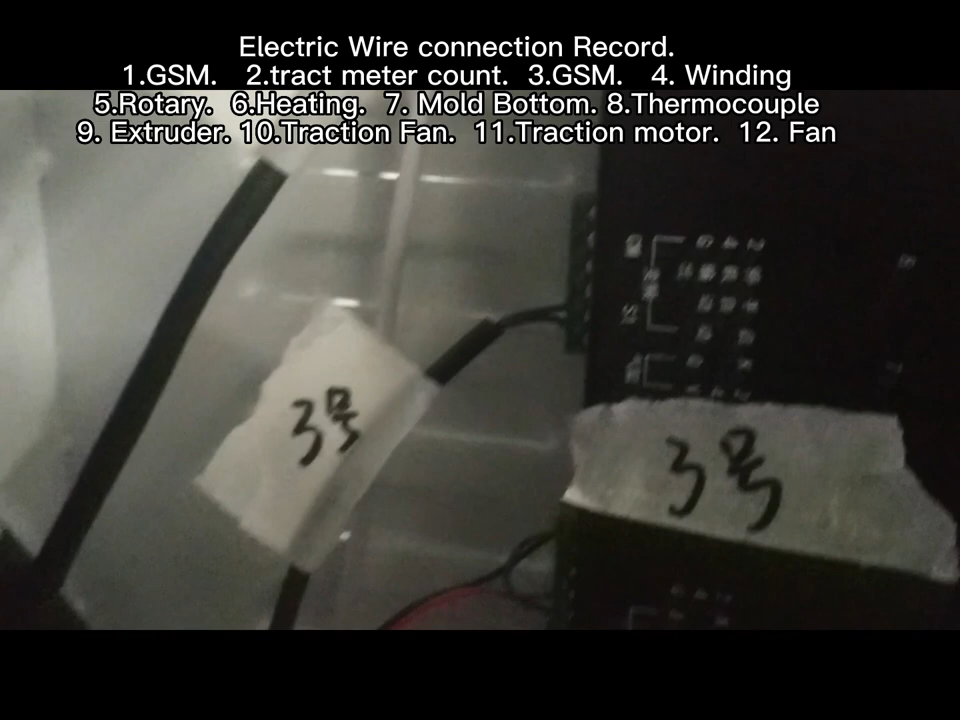 Electric Wire connection Record.
1.GSM. 2.tract meter count. 3.GSM. 4. Winding
5.Rotary. 6.Heating. 7. Mold Bottom. 8.Thermocouple
9. Extruder. 10.Traction Fan. 11.Traction motor. 12. Fan
3号
3号